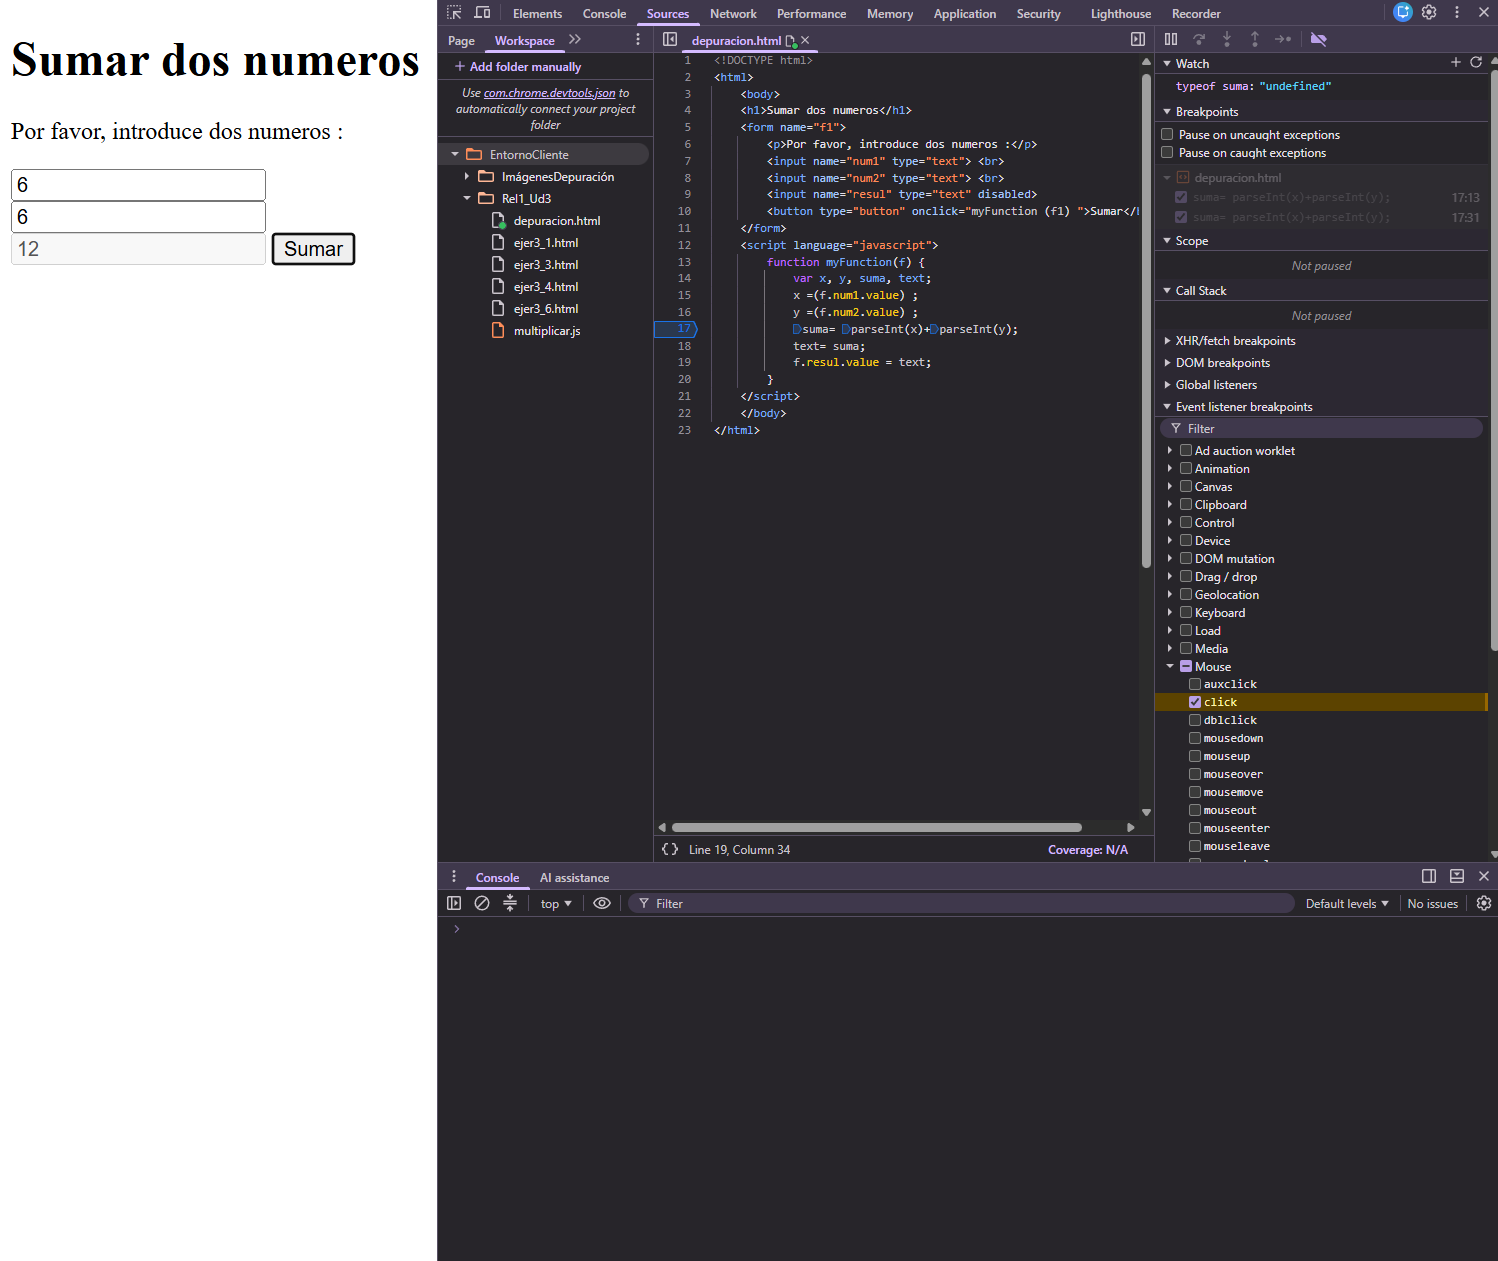 Sumar dos numeros
Por favor, introduce dos numeros :
6
6
12 Sumar
Elements Console Sources Network Performance Memory Application Security Lighthouse Recorder
Page Workspace
+ Add folder manually
Use com.chrome.devtools.json to
automatically connect your project
folder
EntornoCliente
ImágenesDepuración
Rel1_Ud3
depuracion.html
ejer3_1.html
ejer3_3.html
ejer3_4.html
ejer3_6.html
multiplicar.js
depuracion.html
1 <!DOCTYPE html>
2 <html>
3 <body>
4 <h1>Sumar dos numeros</h1>
5 <form name="f1">
6 <p>Por favor, introduce dos numeros :</p>
7 <input name="num1" type="text"> <br>
8 <input name="num2" type="text"> <br>
9 <input name="resul" type="text" disabled>
10 <button type="button" onclick="myFunction (f1) ">Sumar</
11 </form>
12 <script language="javascript">
13 function myFunction(f) {
14 var x, y, suma, text;
15 x =(f.num1.value) ;
16 y =(f.num2.value) ;
17 suma= parseInt(x)+parseInt(y);
18 text= suma;
19 f.resul.value = text;
20 }
21 </script>
22 </body>
23 </html>
{} Line 19, Column 34 Coverage: N/A
Watch
typeof suma: "undefined"
Breakpoints
Pause on uncaught exceptions
Pause on caught exceptions
depuracion.html
suma= parseInt(x)+parseInt(y); 17:13
suma= parseInt(x)+parseInt(y); 17:31
Scope
Not paused
Call Stack
Not paused
XHR/fetch breakpoints
DOM breakpoints
Global listeners
Event listener breakpoints
Filter
Ad auction worklet
Animation
Canvas
Clipboard
Control
Device
DOM mutation
Drag / drop
Geolocation
Keyboard
Load
Media
Mouse
auxclick
click
dblclick
mousedown
mouseup
mouseover
mousemove
mouseout
mouseenter
mouseleave
Console AI assistance
top Filter Default levels No issues